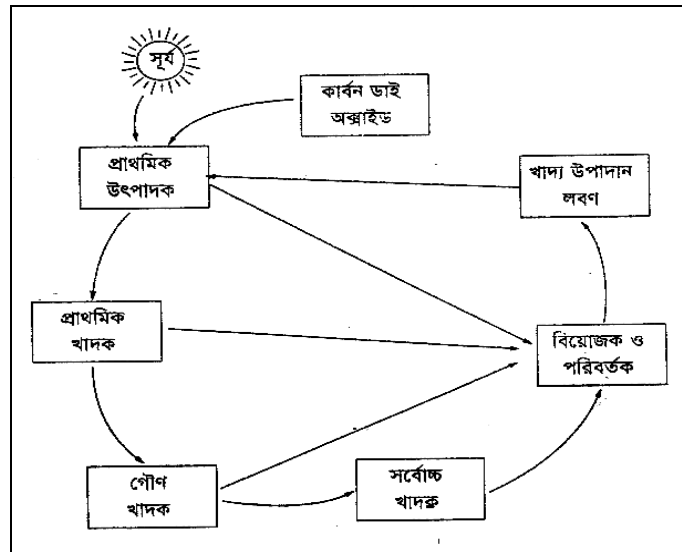 সূর্য
কার্বন ডাই
অক্সাইড
প্রাথমিক
উৎপাদক
খাদ্য উপাদান
লবণ
প্রাথমিক
খাদক
বিয়োজক ও
পরিবর্তক
গৌণ
খাদক
সর্বোচ্চ
খাদক